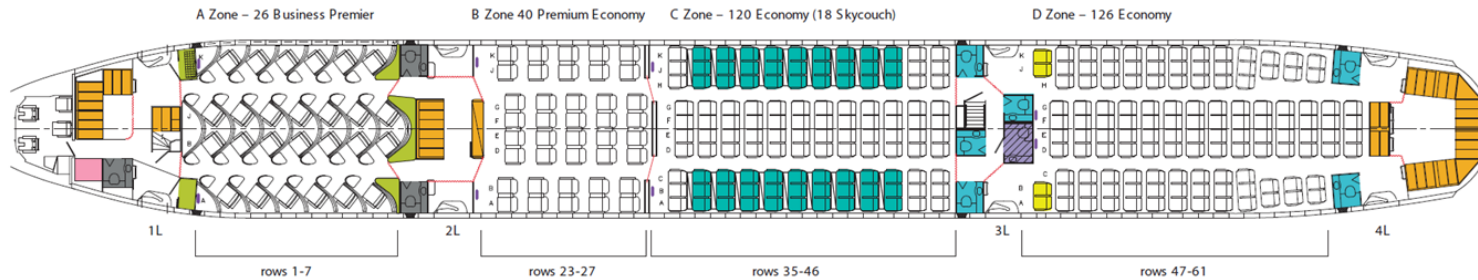 A Zone – 26 Business Premier
B Zone 40 Premium Economy
C Zone – 120 Economy (18 Skycouch)
D Zone – 126 Economy
K
J
B
A
K
J
G
F
E
D
B
A
K
J
H
G
F
E
D
C
B
A
K
J
H
G
F
E
D
C
B
A
1L
2L
3L
4L
rows 1-7
rows 23-27
rows 35-46
rows 47-61